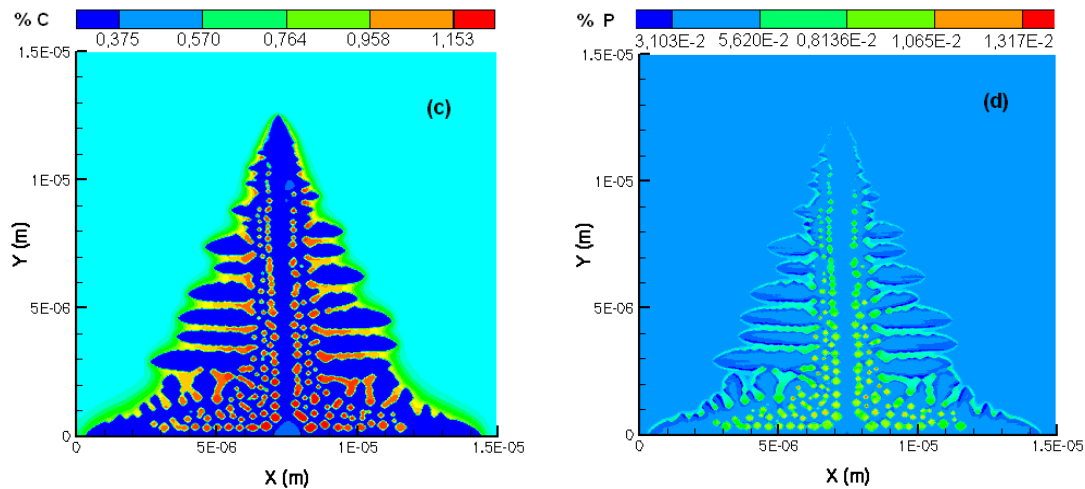 % C
0,375 0,570 0,764 0,958 1,153
1.5E-05
(c)
1E-05
Y (m)
5E-06
0
0 5E-06 1E-05 1.5E-05
X (m)
% P
3,103E-2 5,620E-2 0,8136E-2 1,065E-2 1,317E-2
1.5E-05
(d)
1E-05
Y (m)
5E-06
0
0 5E-06 1E-05 1.5E-05
X (m)